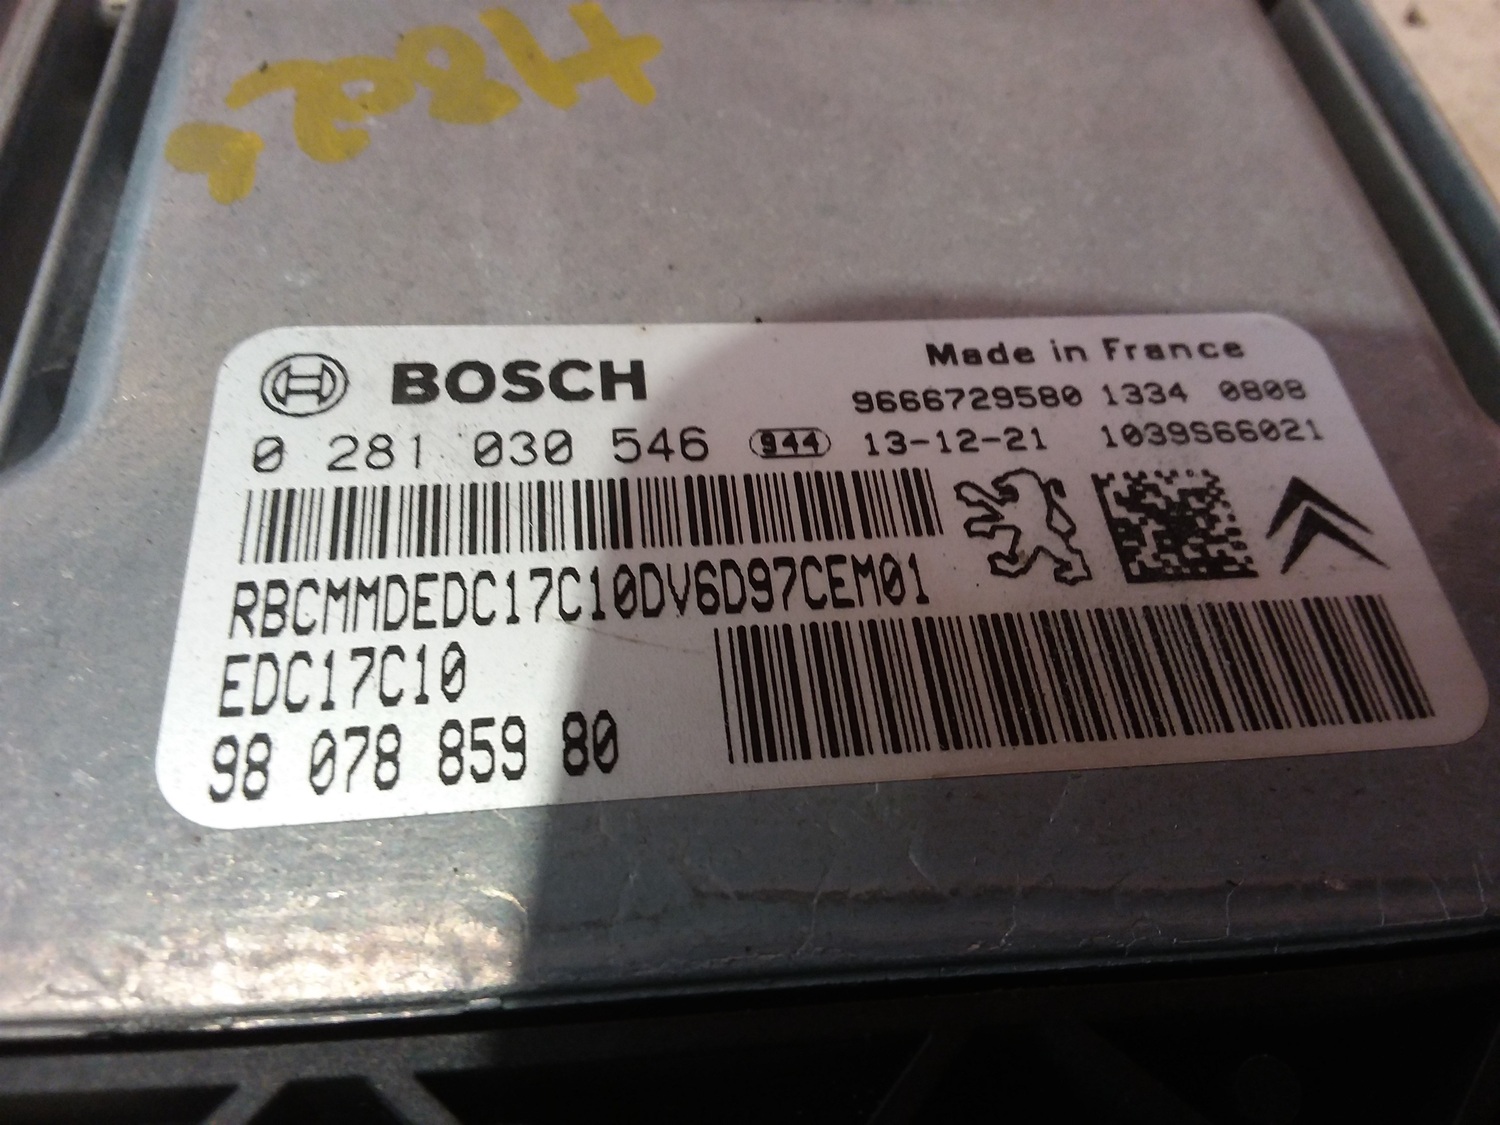 H826
BOSCH
Made in France
9666729580 1334 0808
0 281 030 546 944 13-12-21 1039S66021
RBCMMDEDC17C10DV6D97CEM01
EDC17C10
98 078 859 80